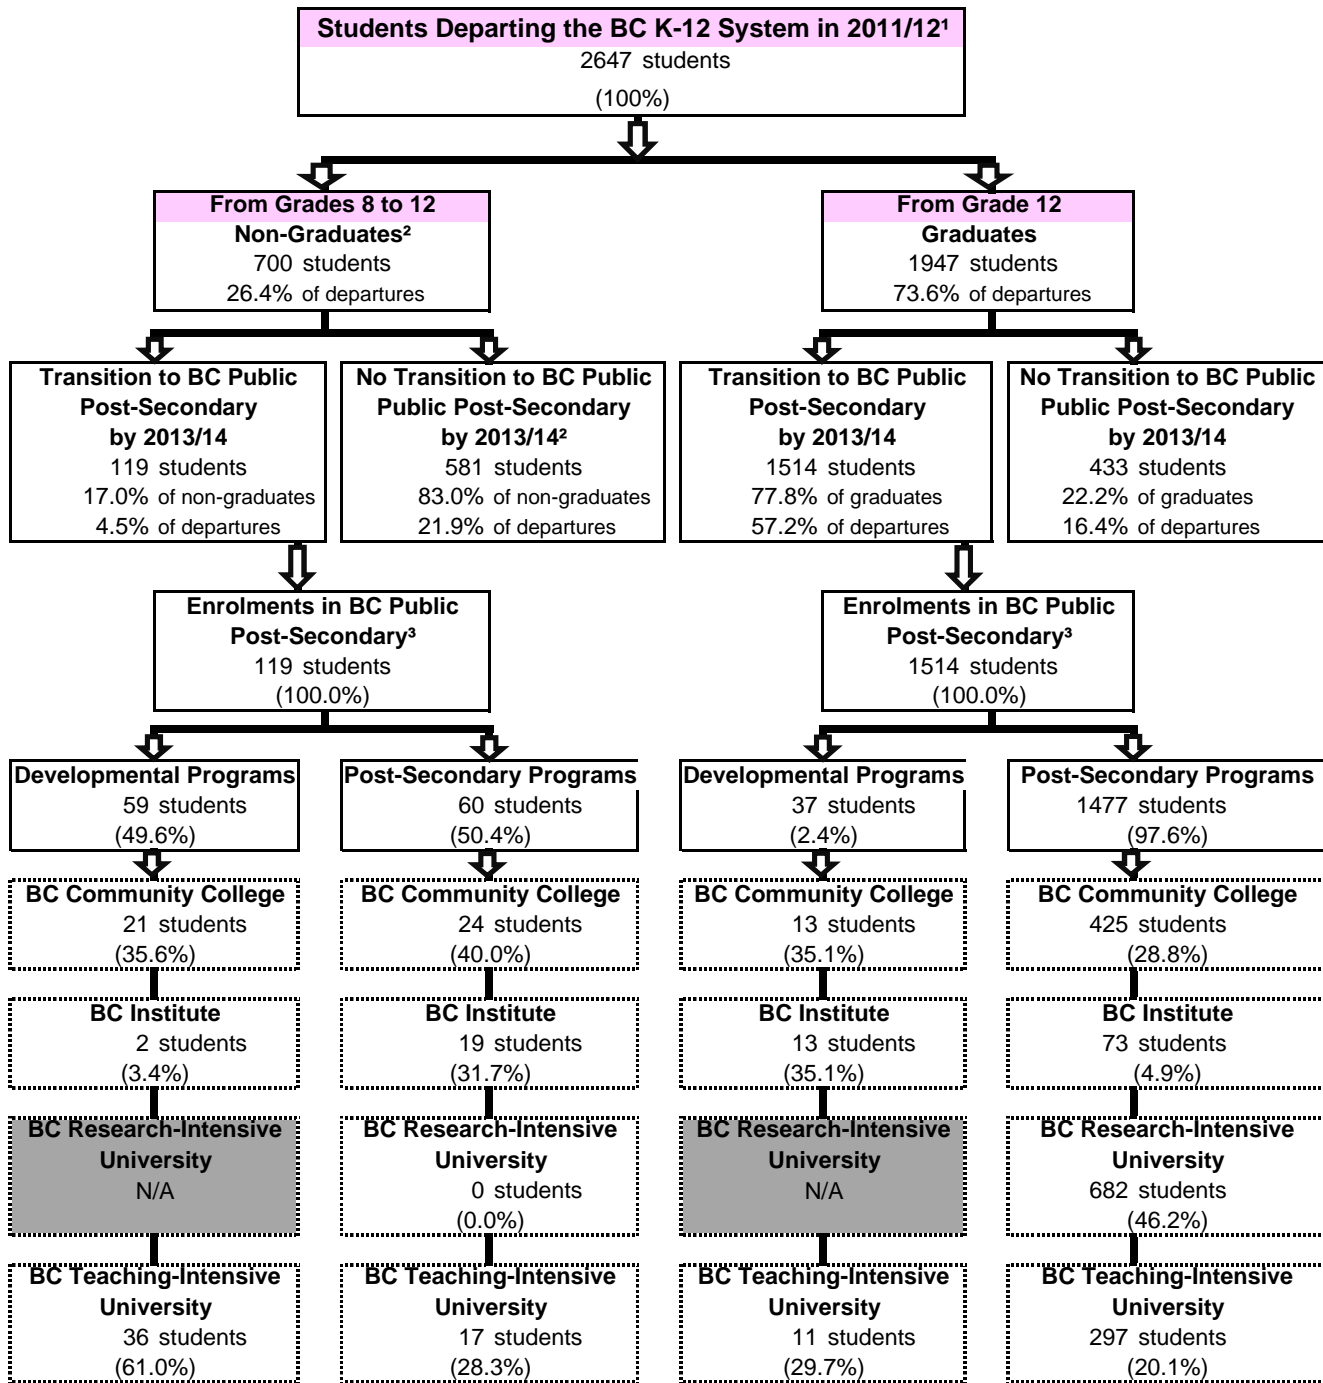 Students Departing the BC K-12 System in 2011/12¹
2647 students
(100%)
From Grades 8 to 12
Non-Graduates²
700 students
26.4% of departures
From Grade 12
Graduates
1947 students
73.6% of departures
Transition to BC Public
Post-Secondary
by 2013/14
119 students
17.0% of non-graduates
4.5% of departures
No Transition to BC Public
Public Post-Secondary
by 2013/14²
581 students
83.0% of non-graduates
21.9% of departures
Transition to BC Public
Post-Secondary
by 2013/14
1514 students
77.8% of graduates
57.2% of departures
No Transition to BC Public
Public Post-Secondary
by 2013/14
433 students
22.2% of graduates
16.4% of departures
Enrolments in BC Public
Post-Secondary³
119 students
(100.0%)
Enrolments in BC Public
Post-Secondary³
1514 students
(100.0%)
Developmental Programs
59 students
(49.6%)
Post-Secondary Programs
60 students
(50.4%)
Developmental Programs
37 students
(2.4%)
Post-Secondary Programs
1477 students
(97.6%)
BC Community College
21 students
(35.6%)
BC Community College
24 students
(40.0%)
BC Community College
13 students
(35.1%)
BC Community College
425 students
(28.8%)
BC Institute
2 students
(3.4%)
BC Institute
19 students
(31.7%)
BC Institute
13 students
(35.1%)
BC Institute
73 students
(4.9%)
BC Research-Intensive
University
N/A
BC Research-Intensive
University
0 students
(0.0%)
BC Research-Intensive
University
N/A
BC Research-Intensive
University
682 students
(46.2%)
BC Teaching-Intensive
University
36 students
(61.0%)
BC Teaching-Intensive
University
17 students
(28.3%)
BC Teaching-Intensive
University
11 students
(29.7%)
BC Teaching-Intensive
University
297 students
(20.1%)